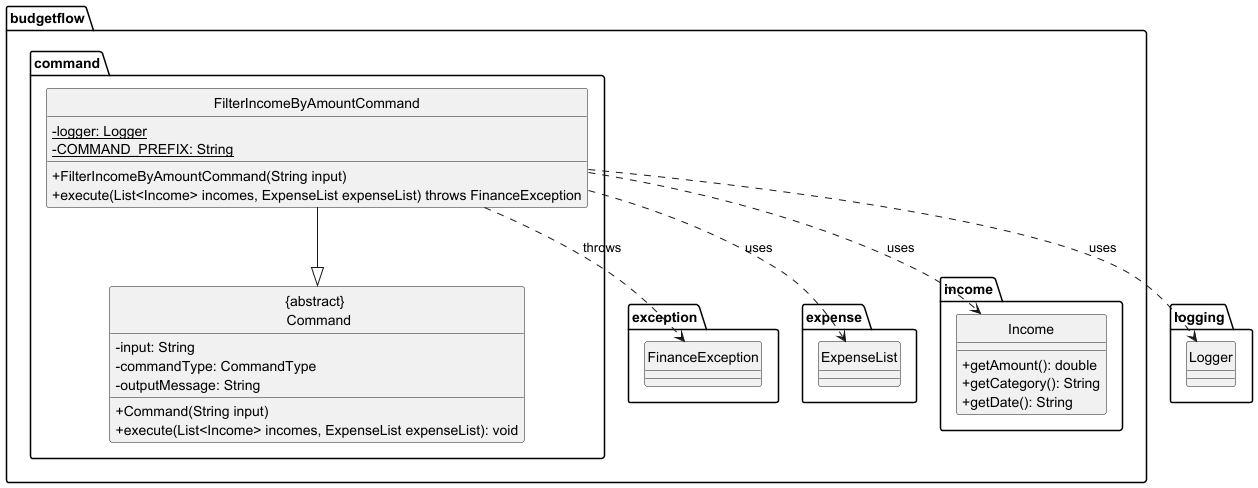 budgetflow
command
FilterIncomeByAmountCommand
-logger: Logger
-COMMAND_PREFIX: String
+FilterIncomeByAmountCommand(String input)
+execute(List<Income> incomes, ExpenseList expenseList) throws FinanceException
throws
uses
uses
uses
{abstract}
Command
-input: String
-commandType: CommandType
-outputMessage: String
+Command(String input)
+execute(List<Income> incomes, ExpenseList expenseList): void
exception
FinanceException
expense
ExpenseList
income
Income
+getAmount(): double
+getCategory(): String
+getDate(): String
logging
Logger